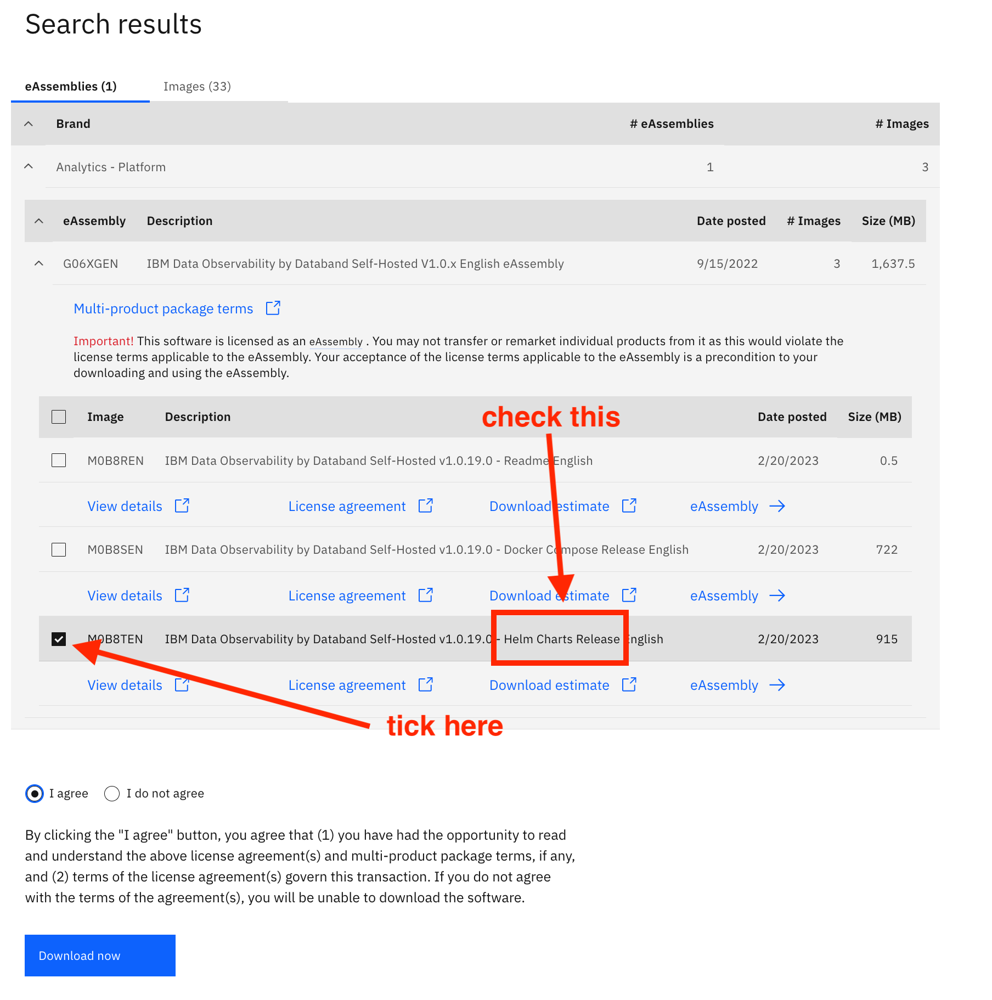 Search results
eAssemblies (1) Images (33)
Brand # eAssemblies # Images
Analytics - Platform 1 3
eAssembly Description Date posted # Images Size (MB)
G06XGEN IBM Data Observability by Databand Self-Hosted V1.0.x English eAssembly 9/15/2022 3 1,637.5
Multi-product package terms
Important! This software is licensed as an eAssembly . You may not transfer or remarket individual products from it as this would violate the
license terms applicable to the eAssembly. Your acceptance of the license terms applicable to the eAssembly is a precondition to your
downloading and using the eAssembly.
check this
Image Description Date posted Size (MB)
M0B8REN IBM Data Observability by Databand Self-Hosted v1.0.19.0 - Readme English 2/20/2023 0.5
View details License agreement Download estimate eAssembly
M0B8SEN IBM Data Observability by Databand Self-Hosted v1.0.19.0 - Docker Compose Release English 2/20/2023 722
View details License agreement Download estimate eAssembly
M0B8TEN IBM Data Observability by Databand Self-Hosted v1.0.19.0 - Helm Charts Release English 2/20/2023 915
View details License agreement Download estimate eAssembly
tick here
I agree I do not agree
By clicking the "I agree" button, you agree that (1) you have had the opportunity to read
and understand the above license agreement(s) and multi-product package terms, if any,
and (2) terms of the license agreement(s) govern this transaction. If you do not agree
with the terms of the agreement(s), you will be unable to download the software.
Download now